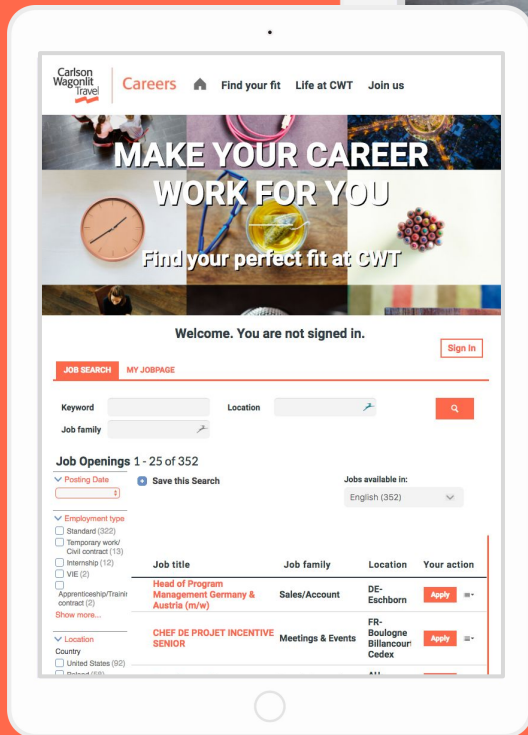 Carlson
Wagonlit
Travel
Careers Find your fit Life at CWT Join us
MAKE YOUR CAREER
WORK FOR YOU
Find your perfect fit at CWT
Welcome. You are not signed in.
Sign In
JOB SEARCH MY JOBPAGE
Keyword Location
Job family
Job Openings 1 - 25 of 352
Posting Date Save this Search Jobs available in:
English (352)
Employment type
Standard (322)
Temporary work/
Civil contract (13)
Internship (12)
VIE (2)
Apprenticeship/Trainin
contract (2)
Show more...
Location
Country
United States (92)
Poland (58)
Job title Job family Location Your action
Head of Program
Management Germany &
Austria (m/w)
Sales/Account
DE-
Eschborn
Apply
CHEF DE PROJET INCENTIVE
SENIOR
Meetings & Events
FR-
Boulogne
Billancourt
Cedex
Apply